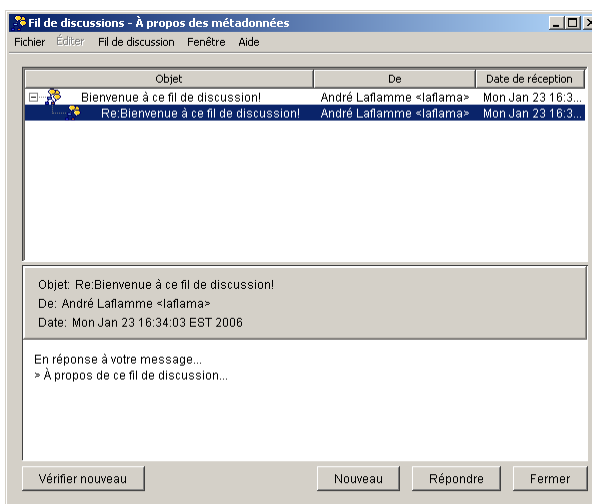 Fil de discussions - À propos des métadonnées
Fichier Éditer Fil de discussion Fenêtre Aide
Objet De Date de réception
Bienvenue à ce fil de discussion! André Laflamme <laflama> Mon Jan 23 16:3...
Re:Bienvenue à ce fil de discussion! André Laflamme <laflama> Mon Jan 23 16:3...
Objet: Re:Bienvenue à ce fil de discussion!
De: André Laflamme <laflama>
Date: Mon Jan 23 16:34:03 EST 2006
En réponse à votre message...
> À propos de ce fil de discussion...
Vérifier nouveau Nouveau Répondre Fermer